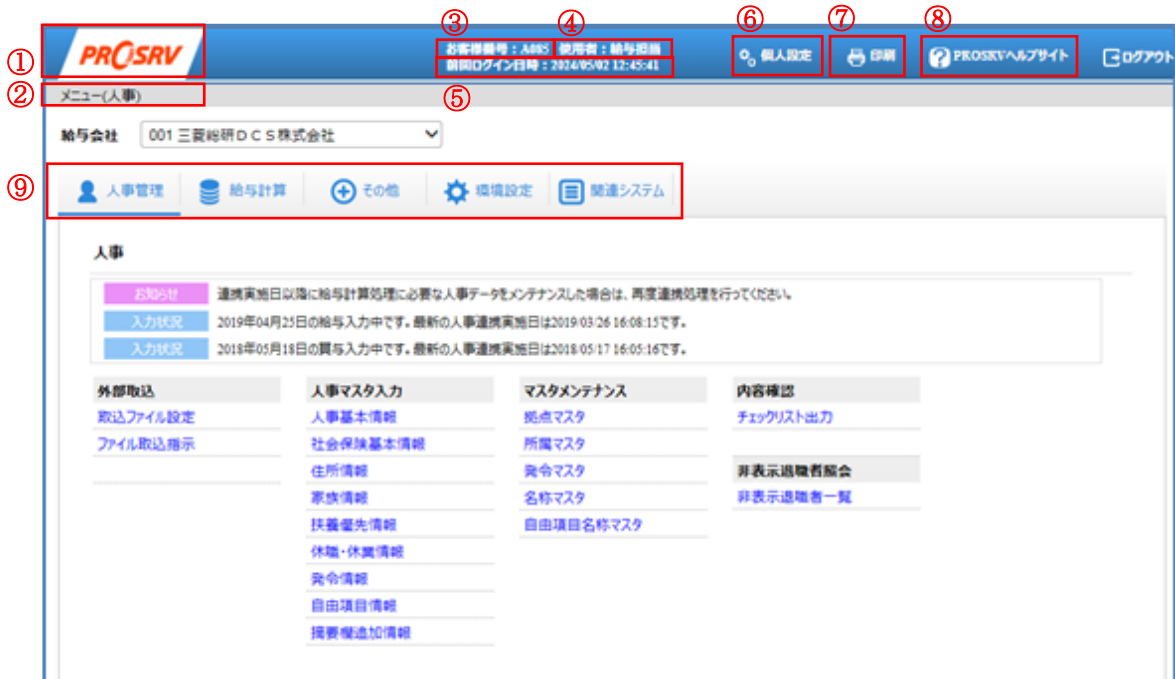 ③ ④ ⑥ ⑦ ⑧
① PROSRV お客様番号：A085 使用者：給与担当 個人設定 印刷 PROSRVヘルプサイト ログアウト
前回ログイン日時：2024/05/02 12:45:41
② メニュー(人事) ⑤
給与会社 001 三菱総研ＤＣＳ株式会社
⑨ 人事管理 給与計算 その他 環境設定 関連システム
人事
お知らせ 連携実施日以降に給与計算処理に必要な人事データをメンテナンスした場合は、再度連携処理を行ってください。
入力状況 2019年04月25日の給与入力中です。最新の人事連携実施日は2019/03/26 16:08:15です。
入力状況 2018年05月18日の賞与入力中です。最新の人事連携実施日は2018/05/17 16:05:16です。
外部取込 人事マスタ入力 マスタメンテナンス 内容確認
取込ファイル設定 人事基本情報 拠点マスタ チェックリスト出力
ファイル取込指示 社会保険基本情報 所属マスタ
住所情報 発令マスタ 非表示退職者照会
家族情報 名称マスタ 非表示退職者一覧
扶養優先情報 自由項目名称マスタ
休職・休業情報
発令情報
自由項目情報
摘要欄追加情報